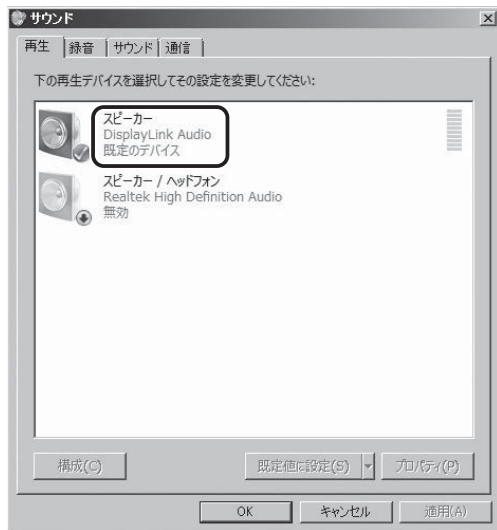 サウンド
再生 録音 サウンド 通信
下の再生デバイスを選択してその設定を変更してください:
スピーカー
DisplayLink Audio
既定のデバイス
スピーカー / ヘッドフォン
Realtek High Definition Audio
無効
構成(C) 既定値に設定(S) プロパティ(P)
OK キャンセル 適用(A)